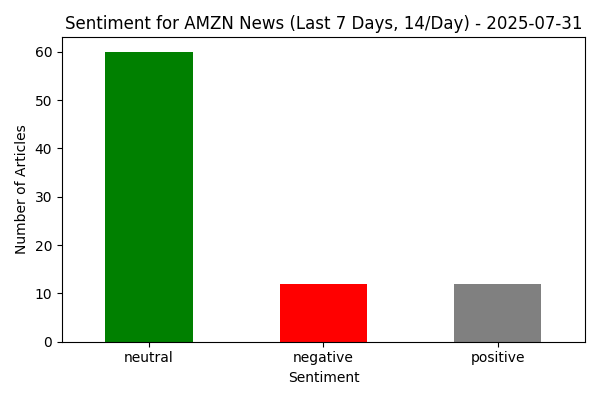 Sentiment for AMZN News (Last 7 Days, 14/Day) - 2025-07-31
Number of Articles
60
50
40
30
20
10
0
neutral negative positive
Sentiment